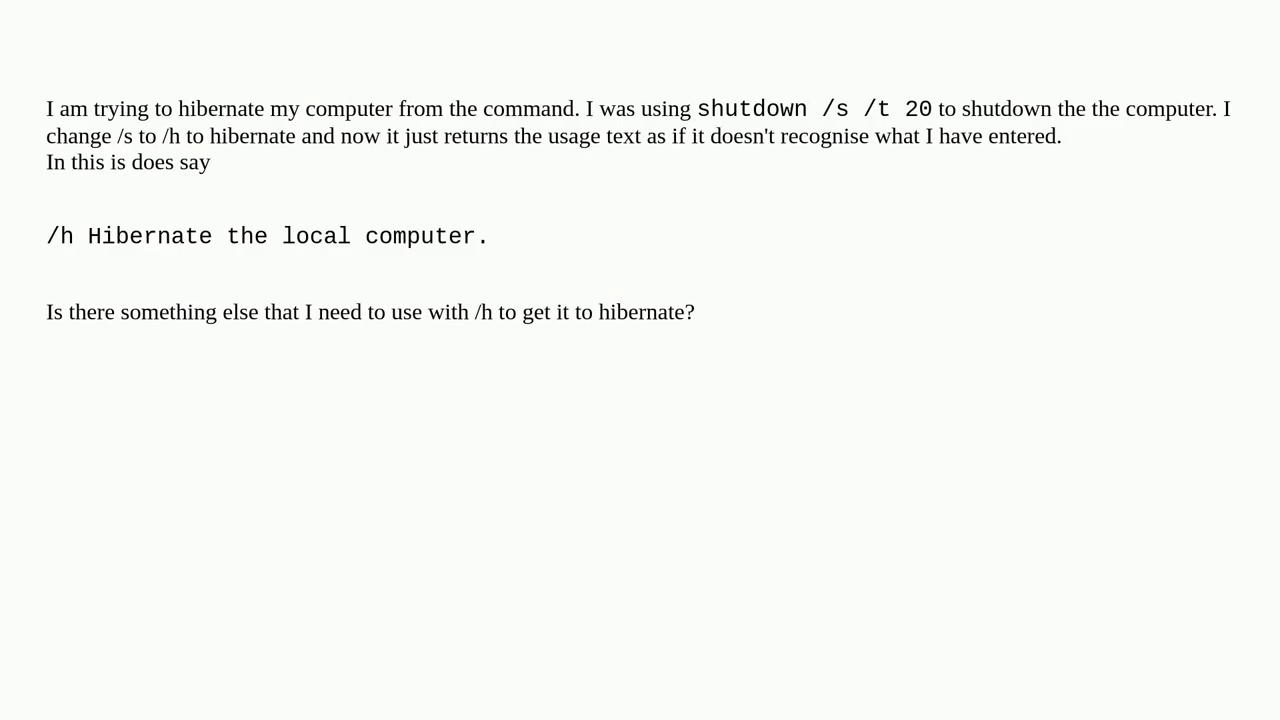 I am trying to hibernate my computer from the command. I was using shutdown /s /t 20 to shutdown the the computer. I
change /s to /h to hibernate and now it just returns the usage text as if it doesn't recognise what I have entered.
In this is does say
/h Hibernate the local computer.
Is there something else that I need to use with /h to get it to hibernate?